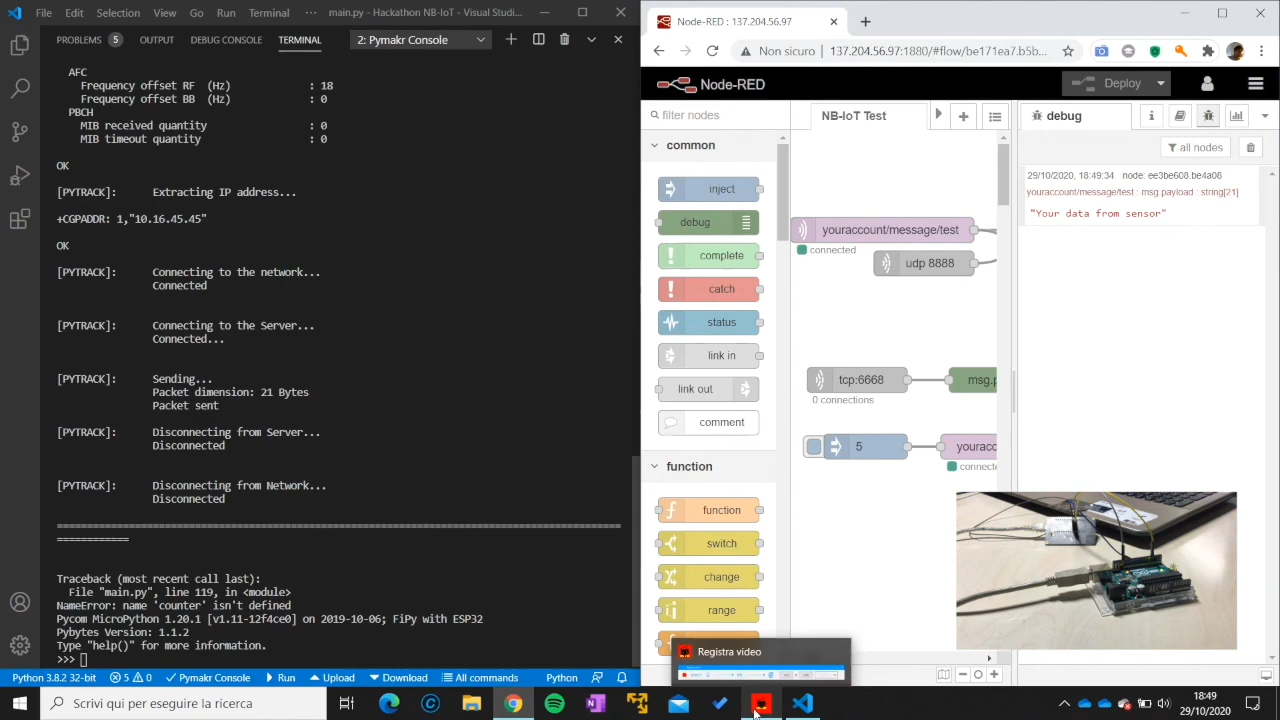 File Edit Selection View Go Run Terminal ··· main.py - Hackathon NB-IoT - Visual Studi...
PROBLEMS 5 OUTPUT DEBUG CONSOLE TERMINAL 2: Pymakr Console
AFC
Frequency offset RF (Hz) : 18
Frequency offset BB (Hz) : 0
PBCH
MIB received quantity : 0
MIB timeout quantity : 0
OK
[PYTRACK]: Extracting IP address...
+CGPADDR: 1,"10.16.45.45"
OK
[PYTRACK]: Connecting to the network...
Connected
[PYTRACK]: Connecting to the Server...
Connected...
[PYTRACK]: Sending...
Packet dimension: 21 Bytes
Packet sent
[PYTRACK]: Disconnecting from Server...
Disconnected
[PYTRACK]: Disconnecting from Network...
Disconnected
Traceback (most recent call last):
File "main.py", line 119, in <module>
NameError: name 'counter' isn't defined
Pycom MicroPython 1.20.1 [v1.11-12f4ce0] on 2019-10-06; FiPy with ESP32
Pybytes Version: 1.1.2
Type "help()" for more information.
>>>
Python 3.8.2 32-bit 5 0 Pymakr Console Run Upload Download All commands Python
Node-RED : 137.204.56.97
Non sicuro 137.204.56.97:1880/#flow/be171ea7.b5b...
Node-RED Deploy
filter nodes
common
inject
debug
complete
catch
status
link in
link out
comment
function
function
switch
change
range
NB-IoT Test
youraccount/message/test
connected
udp 8888
tcp:6668
0 connections
msg.p
5
youracc
connecte
debug
all nodes
29/10/2020, 18:49:34 node: ee3be608.be4a08
youraccount/message/test : msg.payload : string[21]
"Your data from sensor"
Registra video
Scrivi qui per eseguire la ricerca
18:49
29/10/2020